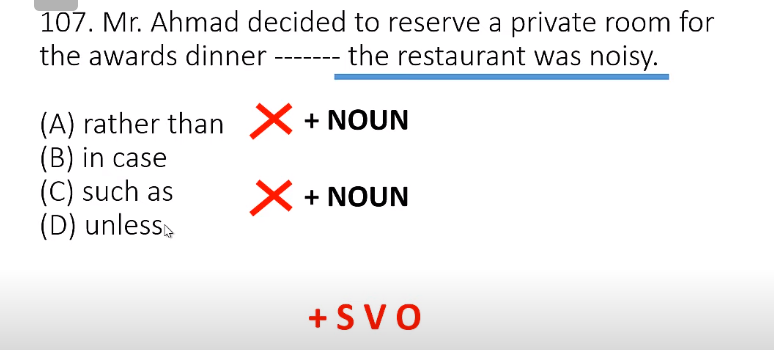 107. Mr. Ahmad decided to reserve a private room for
the awards dinner ------- the restaurant was noisy.
(A) rather than + NOUN
(B) in case
(C) such as + NOUN
(D) unless
+ S V O